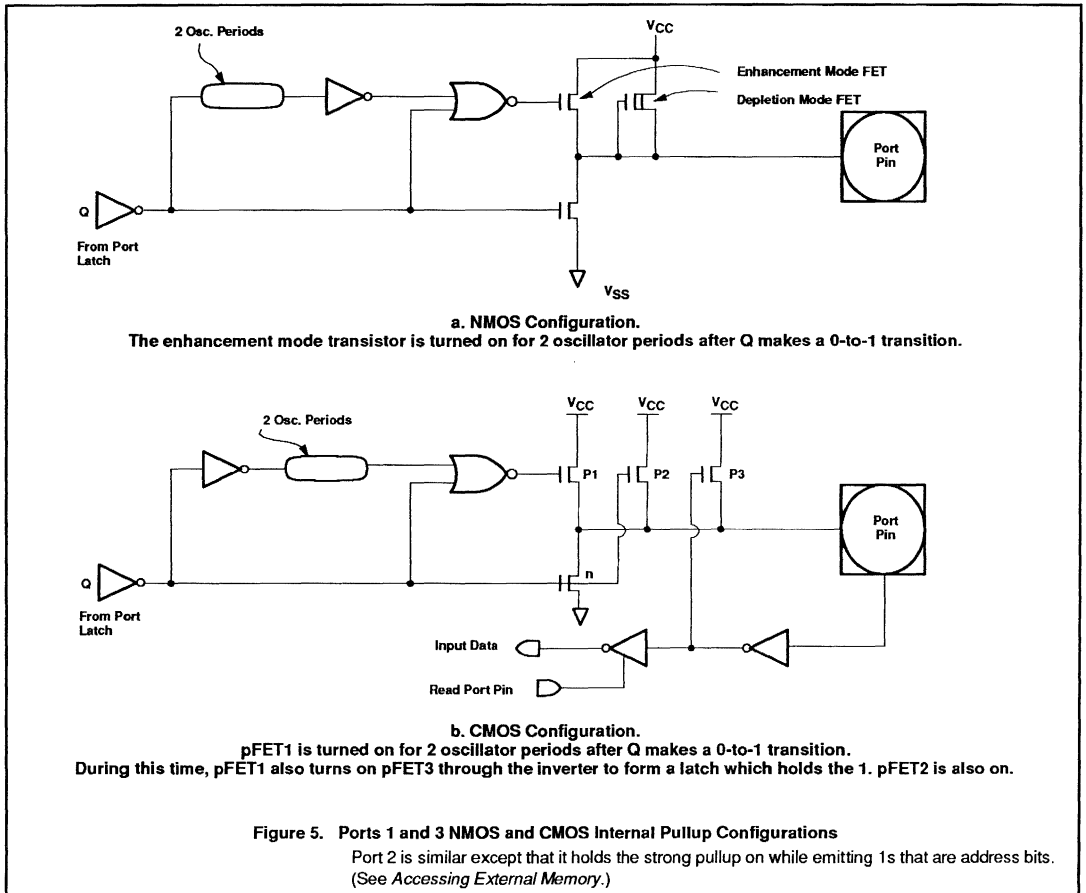 2 Osc. Periods
VCC
Enhancement Mode FET
Depletion Mode FET
Port
Pin
Q
From Port
Latch
VSS
a. NMOS Configuration.
The enhancement mode transistor is turned on for 2 oscillator periods after Q makes a 0-to-1 transition.
VCC VCC VCC
2 Osc. Periods
P1 P2 P3
Port
Pin
Q
n
From Port
Latch
Input Data
Read Port Pin
b. CMOS Configuration.
pFET1 is turned on for 2 oscillator periods after Q makes a 0-to-1 transition.
During this time, pFET1 also turns on pFET3 through the inverter to form a latch which holds the 1. pFET2 is also on.
Figure 5. Ports 1 and 3 NMOS and CMOS Internal Pullup Configurations
Port 2 is similar except that it holds the strong pullup on while emitting 1s that are address bits.
(See Accessing External Memory.)